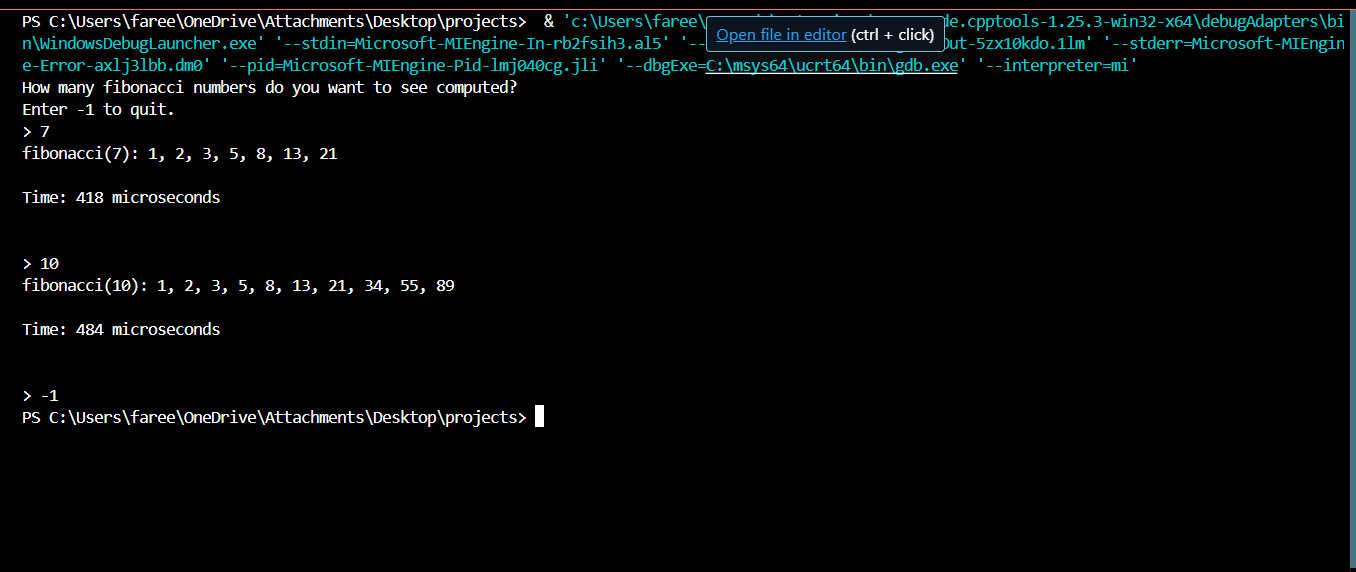 PS C:\Users\faree\OneDrive\Attachments\Desktop\projects>  & 'c:\Users\faree\ de.cpptools-1.25.3-win32-x64\debugAdapters\bi
n\WindowsDebugLauncher.exe' '--stdin=Microsoft-MIEngine-In-rb2fsih3.al5' '-- Out-5zx10kdo.1lm' '--stderr=Microsoft-MIEngin
e-Error-axlj3lbb.dm0' '--pid=Microsoft-MIEngine-Pid-lmj040cg.jli' '--dbgExe=C:\msys64\ucrt64\bin\gdb.exe' '--interpreter=mi'
Open file in editor (ctrl + click)
How many fibonacci numbers do you want to see computed?
Enter -1 to quit.
> 7
fibonacci(7): 1, 2, 3, 5, 8, 13, 21
Time: 418 microseconds
> 10
fibonacci(10): 1, 2, 3, 5, 8, 13, 21, 34, 55, 89
Time: 484 microseconds
> -1
PS C:\Users\faree\OneDrive\Attachments\Desktop\projects>